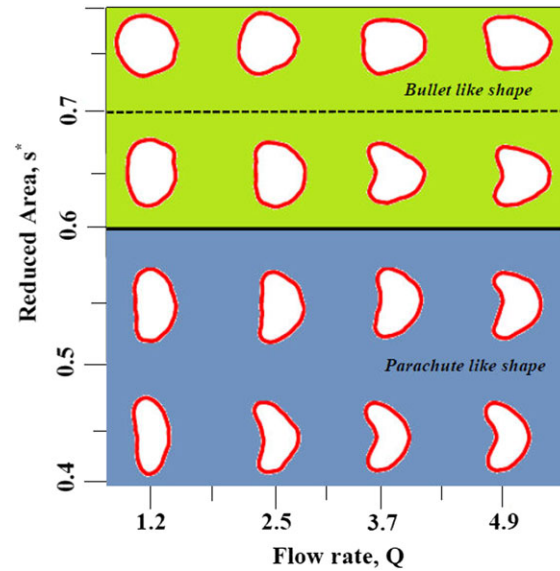 Reduced Area, s*
0.7
0.6
0.5
0.4
Bullet like shape
Parachute like shape
1.2 2.5 3.7 4.9
Flow rate, Q